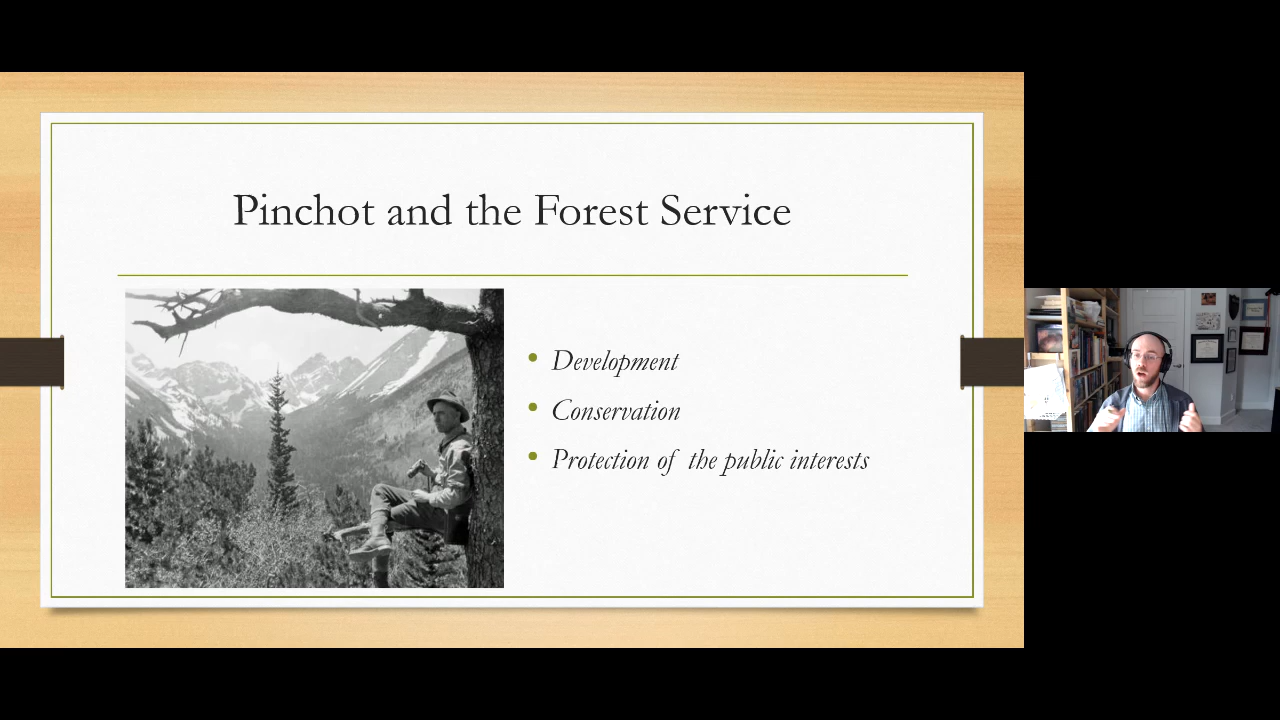 Pinchot and the Forest Service
Development
Conservation
Protection of the public interests